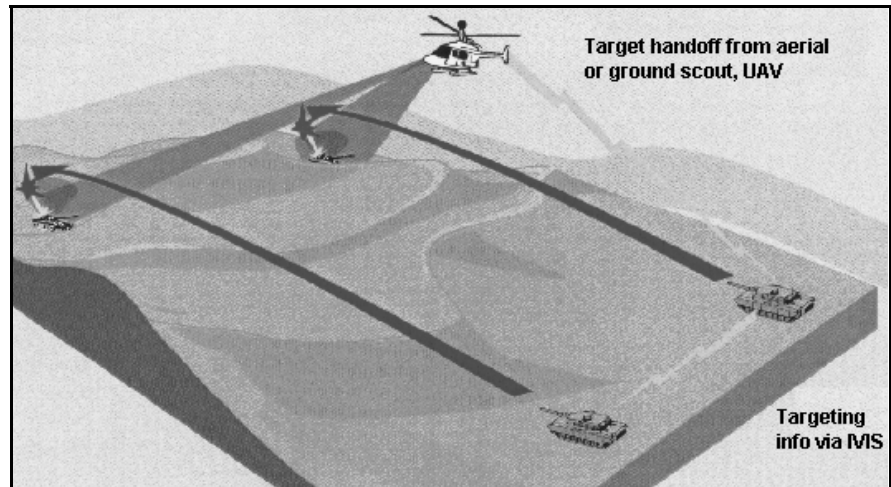 Target handoff from aerial
or ground scout, UAV
Targeting
info via IVIS